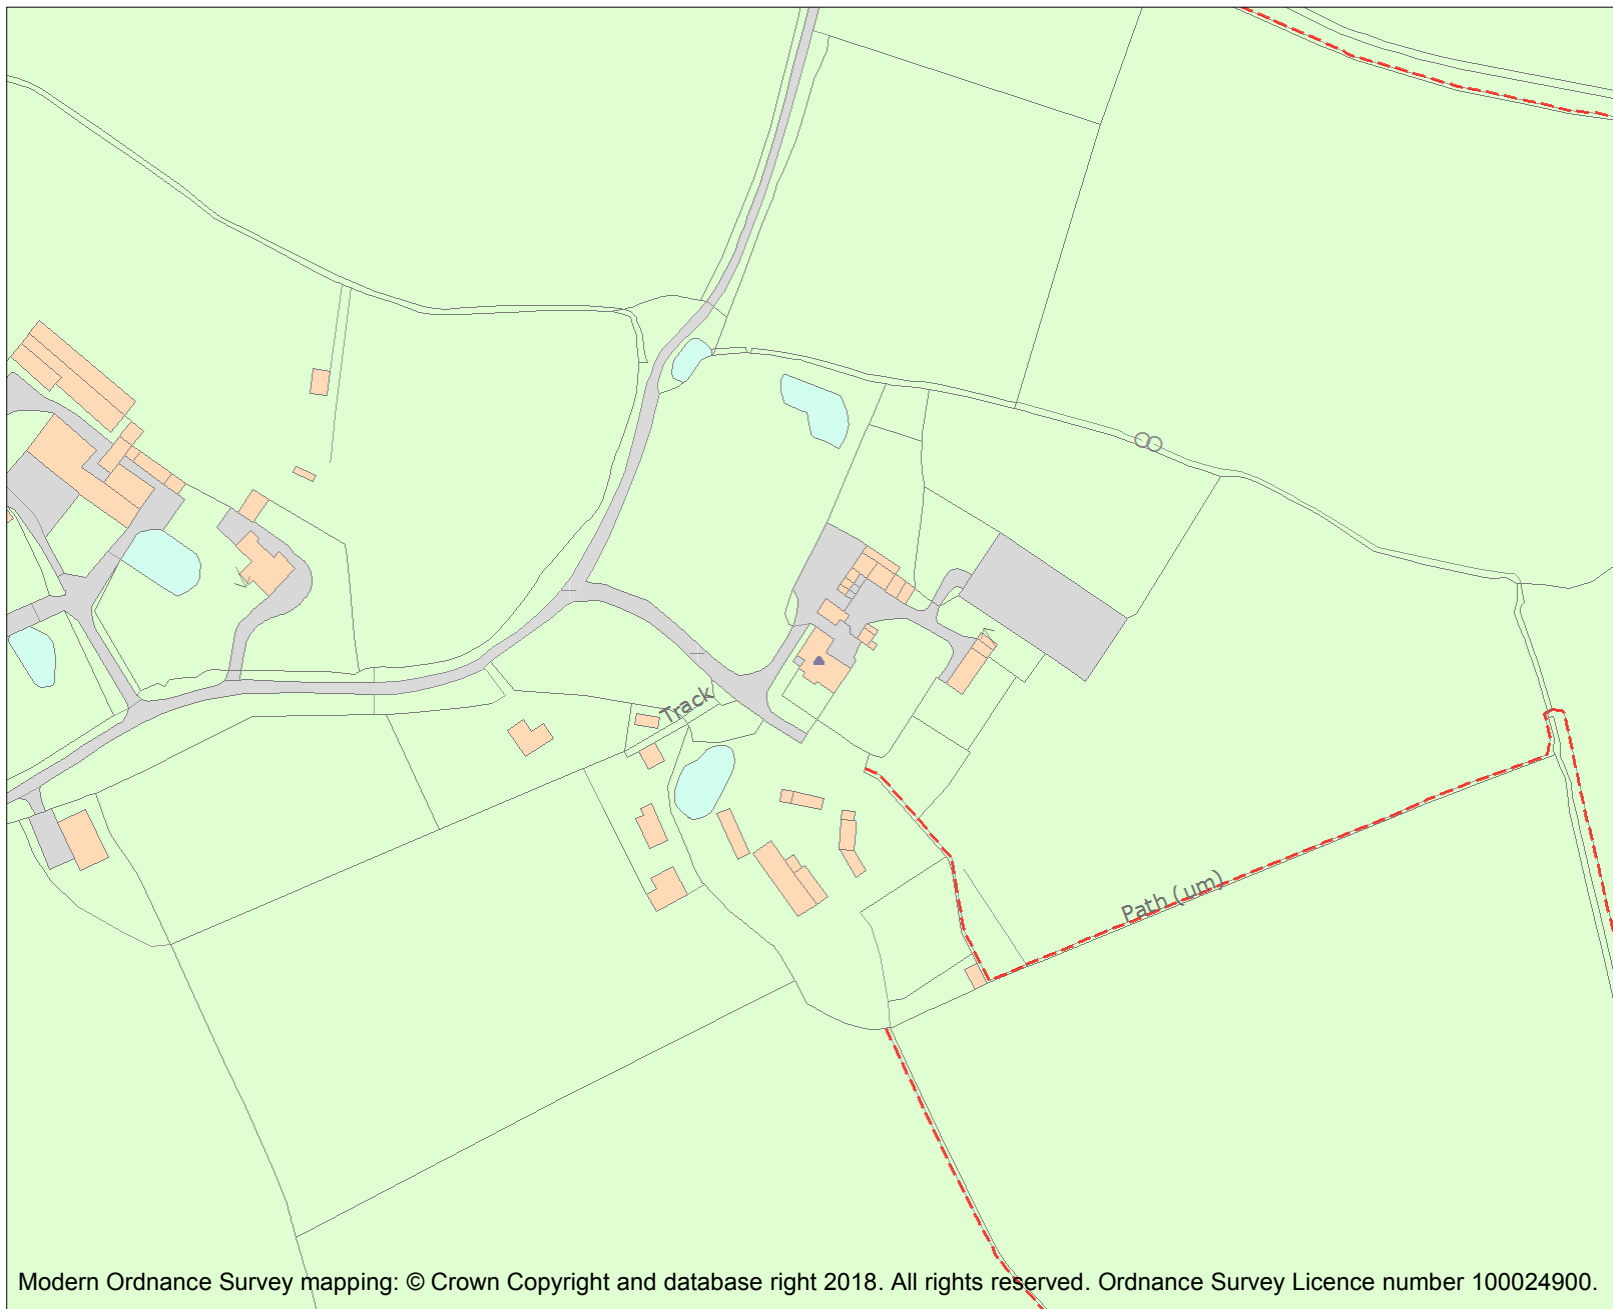 Track
Path (um)
Modern Ordnance Survey mapping: © Crown Copyright and database right 2018. All rights reserved. Ordnance Survey Licence number 100024900.